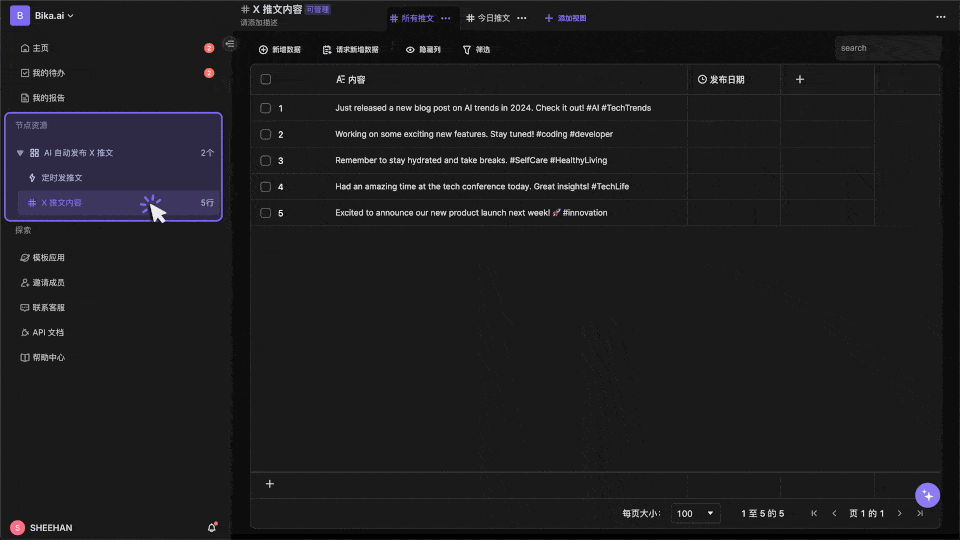 B Bika.ai
主页 2
我的待办 2
我的报告
节点资源
AI 自动发布 X 推文 2个
定时发推文
X 推文内容 5行
探索
模板应用
邀请成员
联系客服
API 文档
帮助中心
S SHEEHAN
X 推文内容 可管理
请添加描述
所有推文 ••• 今日推文 ••• + 添加视图
新增数据 请求新增数据 隐藏列 筛选
search
内容 发布日期 +
1 Just released a new blog post on AI trends in 2024. Check it out! #AI #TechTrends
2 Working on some exciting new features. Stay tuned! #coding #developer
3 Remember to stay hydrated and take breaks. #SelfCare #HealthyLiving
4 Had an amazing time at the tech conference today. Great insights! #TechLife
5 Excited to announce our new product launch next week! 🚀 #innovation
+
每页大小: 100 1 至 5 的 5 页 1 的 1